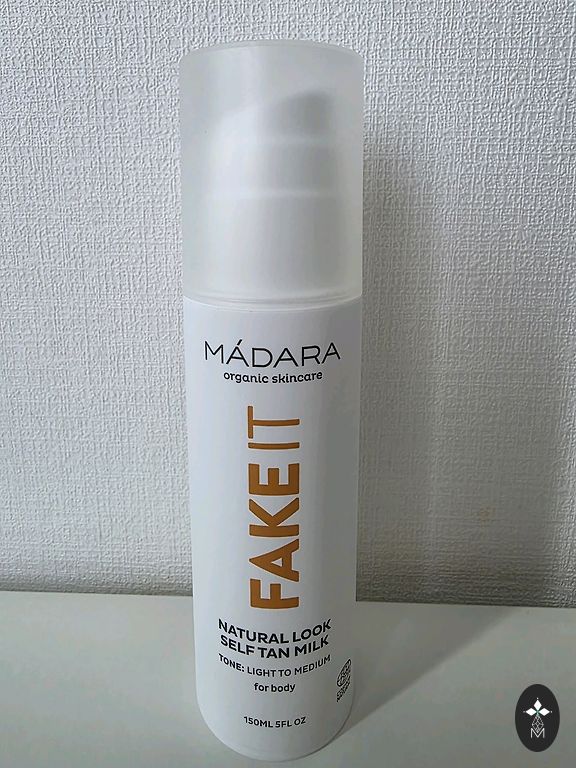 MÁDARA
organic skincare
FAKE IT
NATURAL LOOK
SELF TAN MILK
TONE: LIGHT TO MEDIUM
for body
150ML 5FL OZ